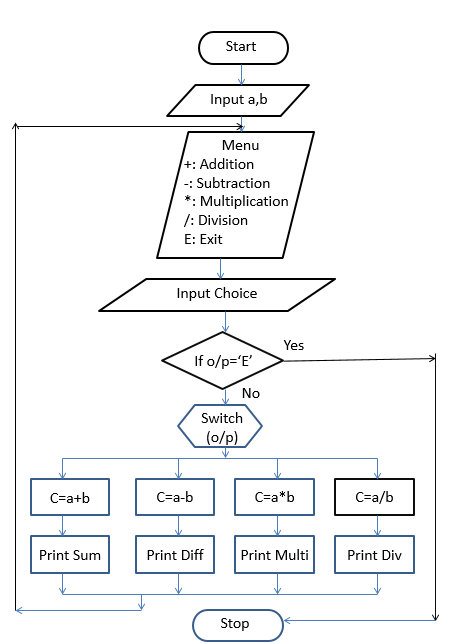 Start
Input a,b
Menu
+: Addition
-: Subtraction
*: Multiplication
/: Division
E: Exit
Input Choice
If o/p=‘E’
Yes
No
Switch
(o/p)
C=a+b
C=a-b
C=a*b
C=a/b
Print Sum
Print Diff
Print Multi
Print Div
Stop